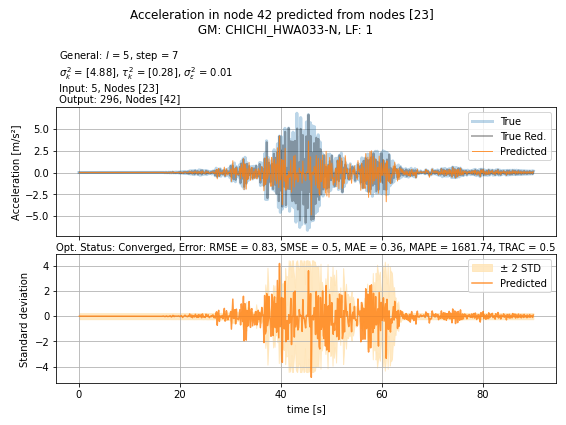 Acceleration in node 42 predicted from nodes [23]
GM: CHICHI_HWA033-N, LF: 1
General: l = 5, step = 7
σ²ₖ = [4.88], τ²ₖ = [0.28], σ²ε = 0.01
Input: 5, Nodes [23]
Output: 296, Nodes [42]
Acceleration [m/s²]
5.0
2.5
0.0
−2.5
−5.0
True
True Red.
Predicted
Opt. Status: Converged, Error: RMSE = 0.83, SMSE = 0.5, MAE = 0.36, MAPE = 1681.74, TRAC = 0.5
Standard deviation
4
2
0
−2
−4
± 2 STD
Predicted
0 20 40 60 80
time [s]